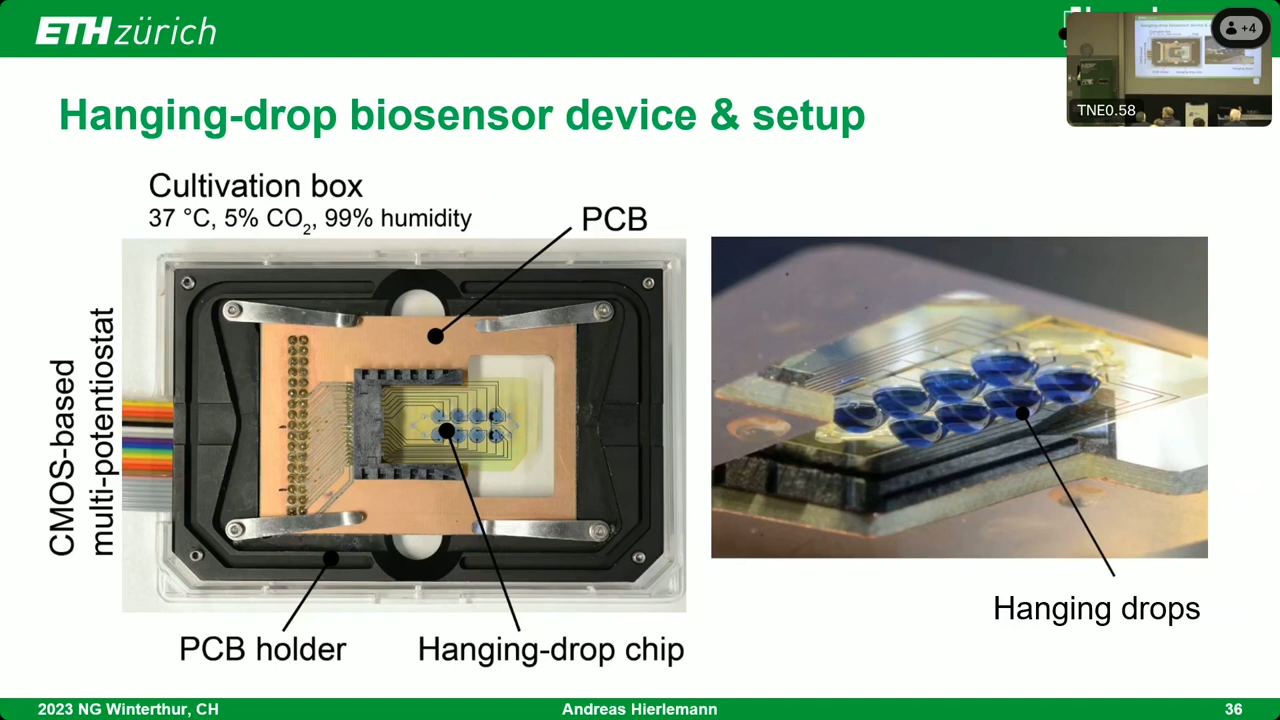 ETH zürich
+4
TNE0.58
Hanging-drop biosensor device & setup
Cultivation box
37 °C, 5% CO2, 99% humidity
PCB
CMOS-based
multi-potentiostat
PCB holder
Hanging-drop chip
Hanging drops
2023 NG Winterthur, CH
Andreas Hierlemann
36